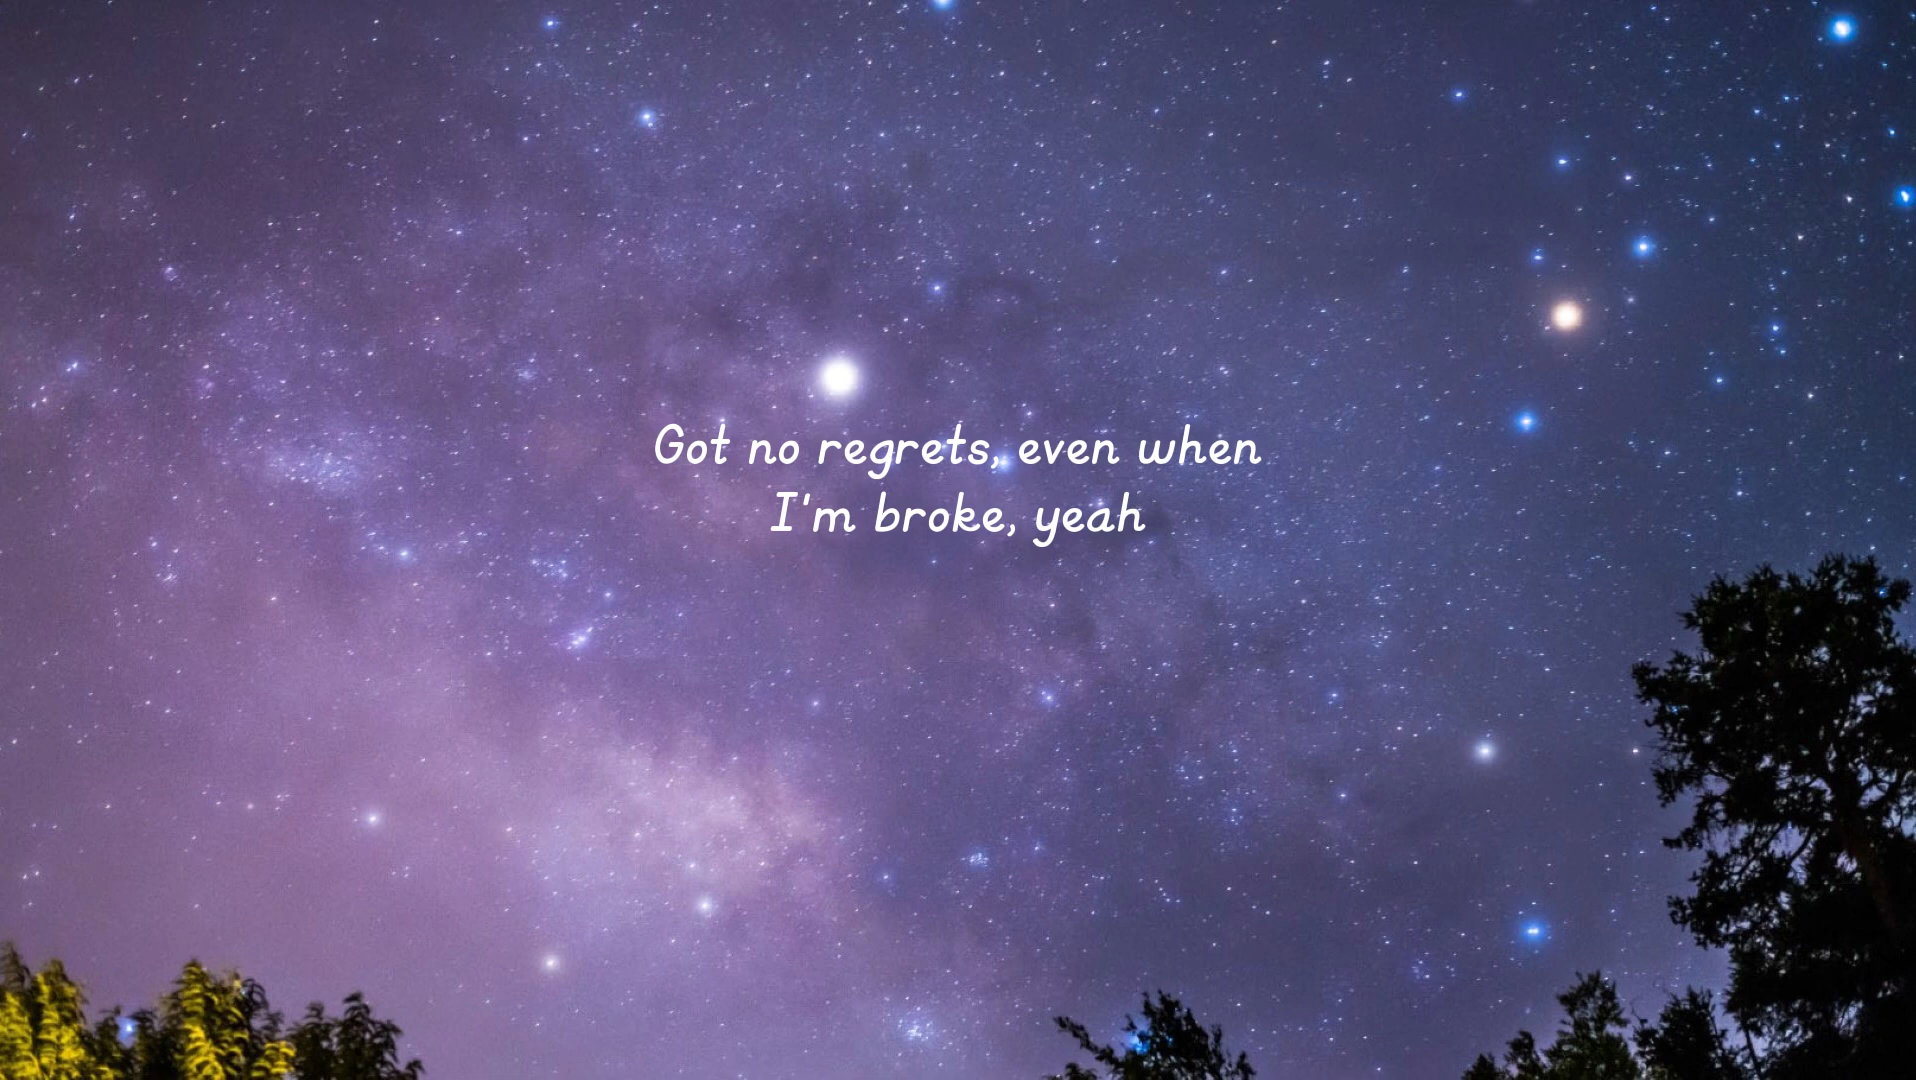 Got no regrets, even when
I'm broke, yeah